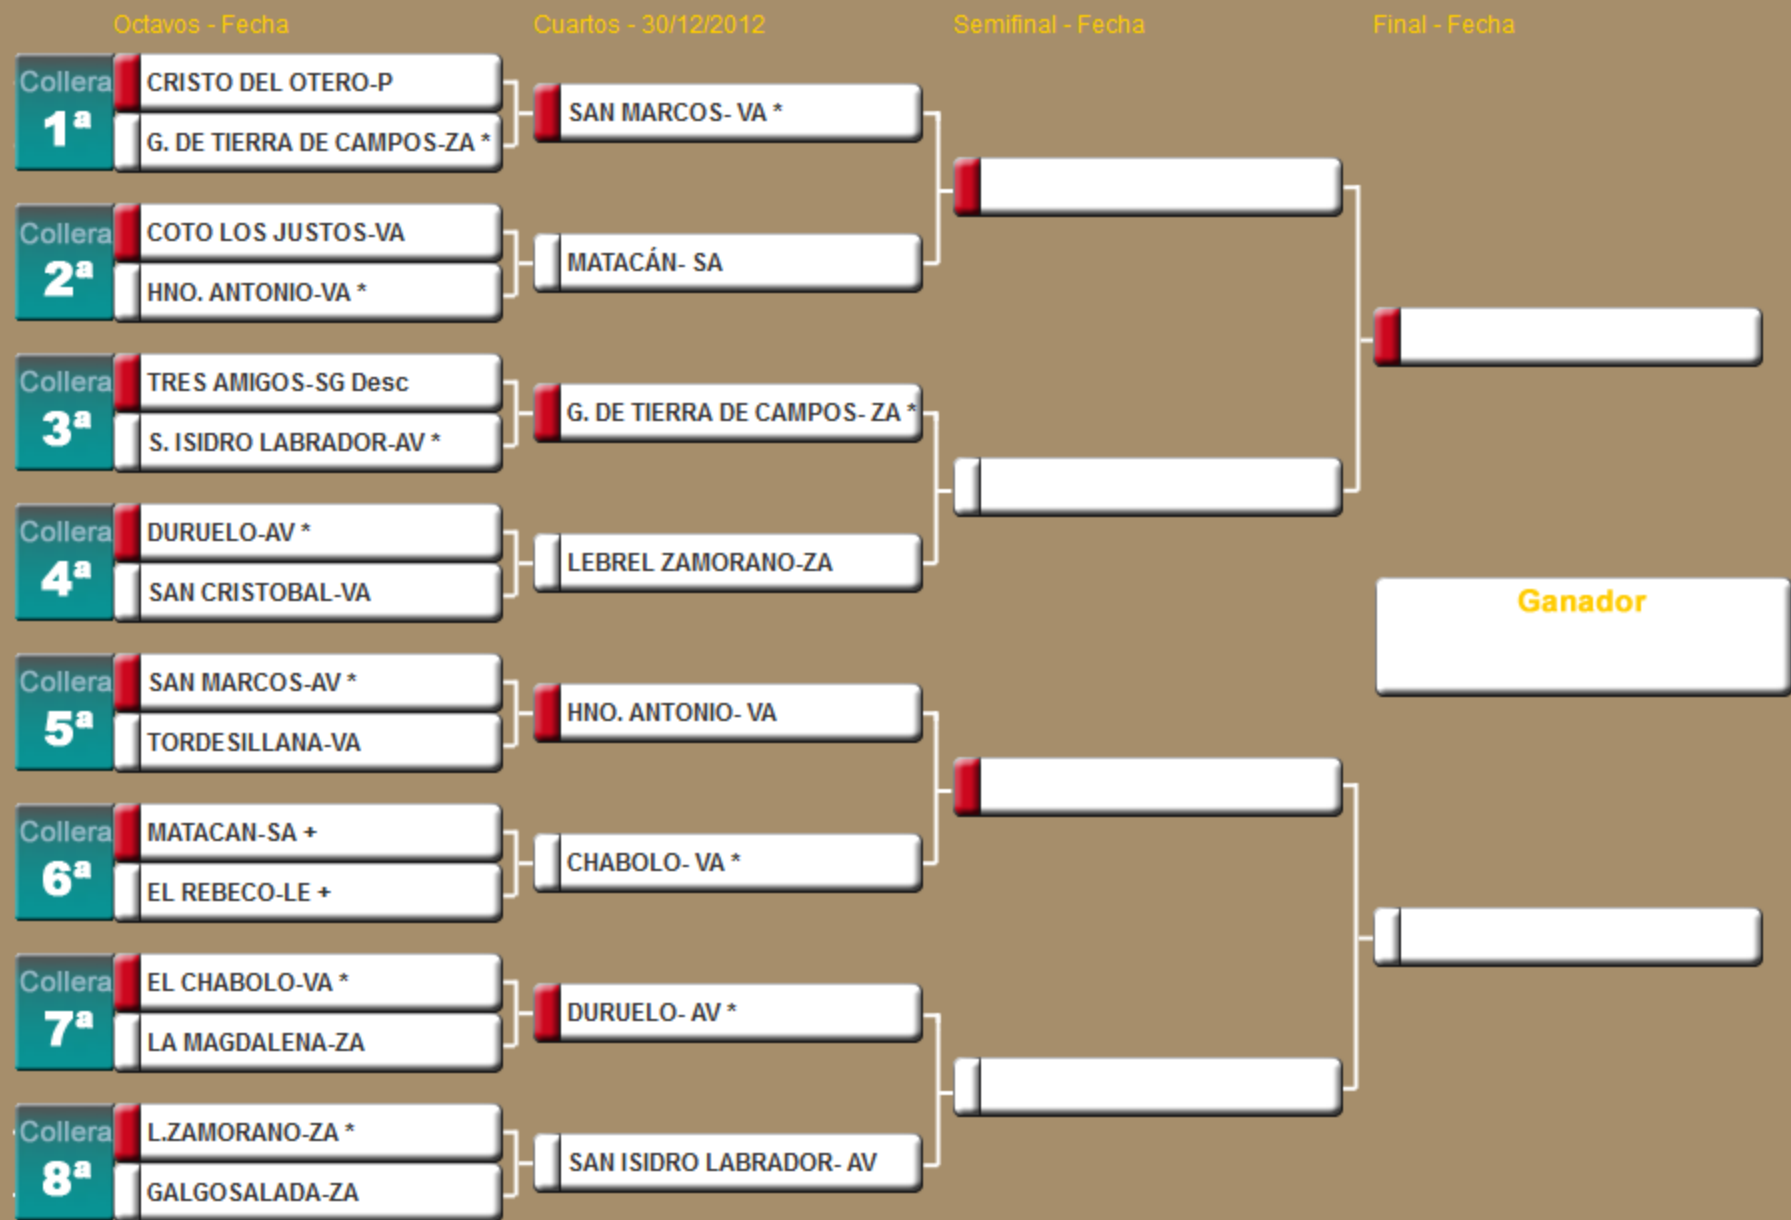 Octavos - Fecha
Cuartos - 30/12/2012
Semifinal - Fecha
Final - Fecha
Collera
1ª
CRISTO DEL OTERO-P
G. DE TIERRA DE CAMPOS-ZA *
Collera
2ª
COTO LOS JUSTOS-VA
HNO. ANTONIO-VA *
Collera
3ª
TRES AMIGOS-SG Desc
S. ISIDRO LABRADOR-AV *
Collera
4ª
DURUELO-AV *
SAN CRISTOBAL-VA
Collera
5ª
SAN MARCOS-AV *
TORDESILLANA-VA
Collera
6ª
MATACAN-SA +
EL REBECO-LE +
Collera
7ª
EL CHABOLO-VA *
LA MAGDALENA-ZA
Collera
8ª
L.ZAMORANO-ZA *
GALGOSALADA-ZA
SAN MARCOS- VA *
MATACÁN- SA
G. DE TIERRA DE CAMPOS- ZA *
LEBREL ZAMORANO-ZA
HNO. ANTONIO- VA
CHABOLO- VA *
DURUELO- AV *
SAN ISIDRO LABRADOR- AV
Ganador